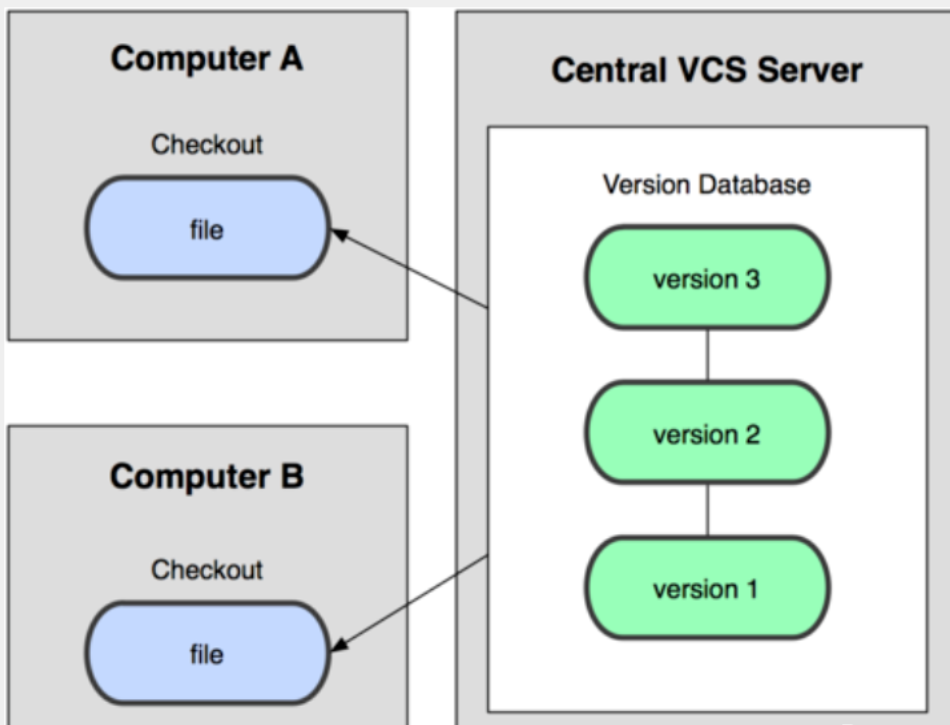 Computer A
Checkout
file
Computer B
Checkout
file
Central VCS Server
Version Database
version 3
version 2
version 1